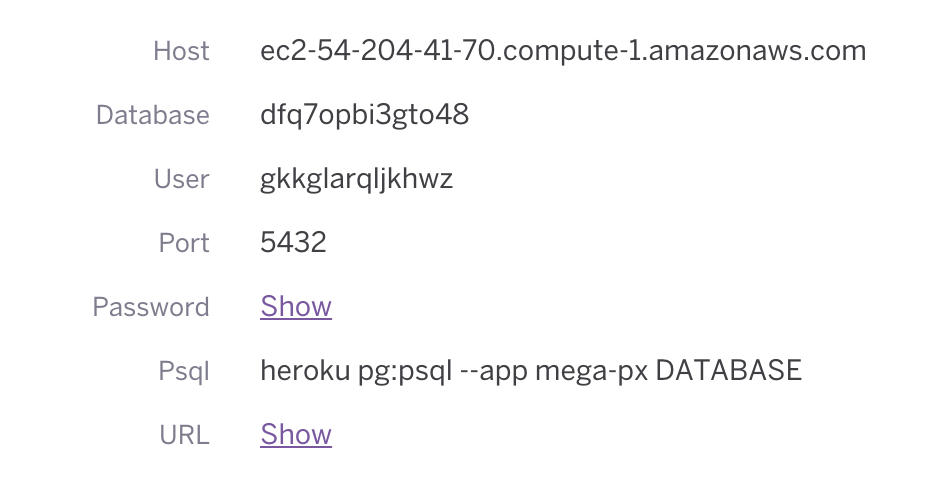 Host ec2-54-204-41-70.compute-1.amazonaws.com
Database dfq7opbi3gto48
User gkkglarqljkhwz
Port 5432
Password Show
Psql heroku pg:psql --app mega-px DATABASE
URL Show